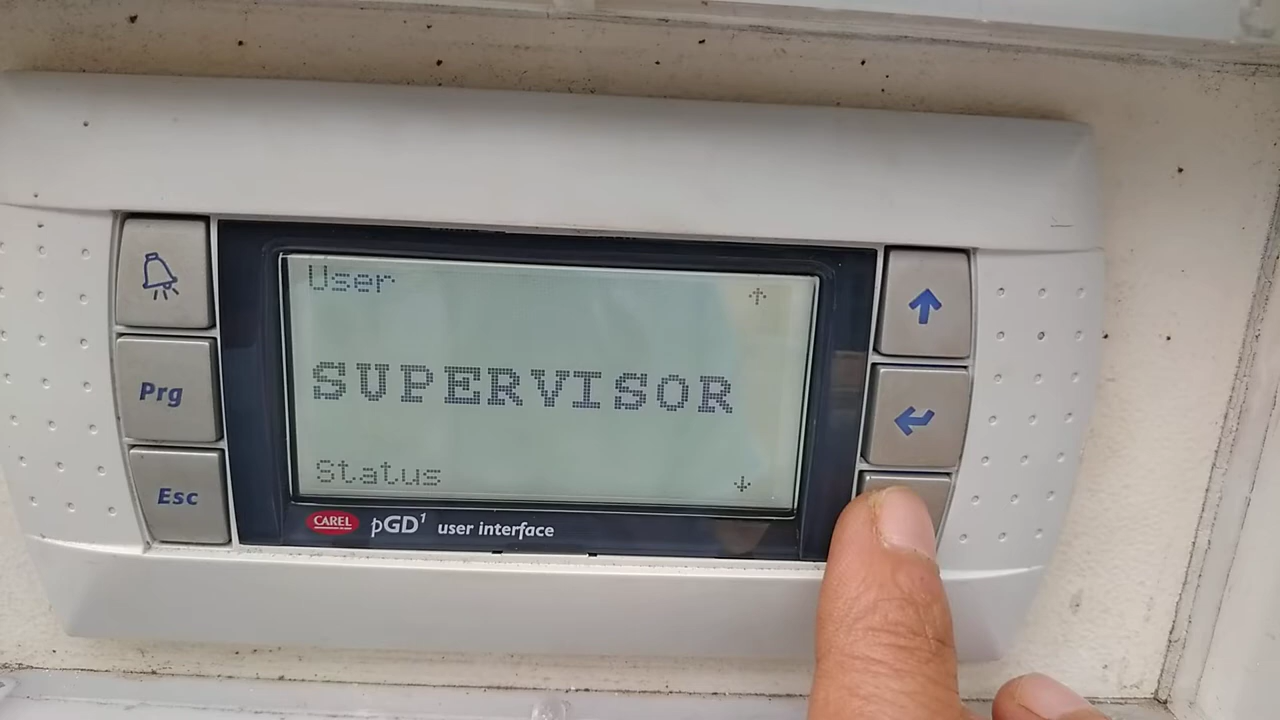 User
SUPERVISOR
Status
Prg
Esc
CAREL
pGD¹ user interface